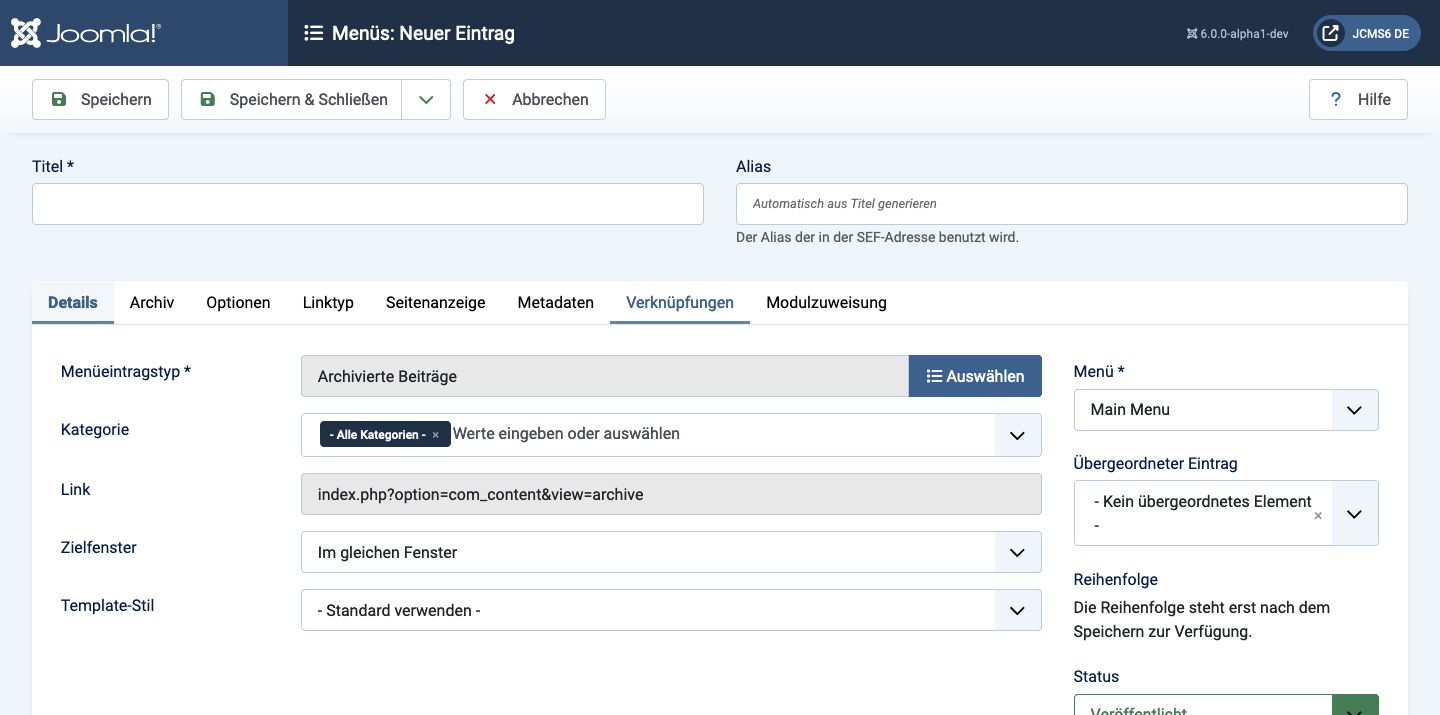 Joomla!®
Menüs: Neuer Eintrag
6.0.0-alpha1-dev
JCMS6 DE
Speichern
Speichern & Schließen
Abbrechen
? Hilfe
Titel *
Alias
Automatisch aus Titel generieren
Der Alias der in der SEF-Adresse benutzt wird.
Details Archiv Optionen Linktyp Seitenanzeige Metadaten Verknüpfungen Modulzuweisung
Menüeintragstyp *
Archivierte Beiträge
Auswählen
Kategorie
- Alle Kategorien - × Werte eingeben oder auswählen
Link
index.php?option=com_content&view=archive
Zielfenster
Im gleichen Fenster
Template-Stil
- Standard verwenden -
Menü *
Main Menu
Übergeordneter Eintrag
- Kein übergeordnetes Element
- ×
Reihenfolge
Die Reihenfolge steht erst nach dem
Speichern zur Verfügung.
Status
Veröffentlicht